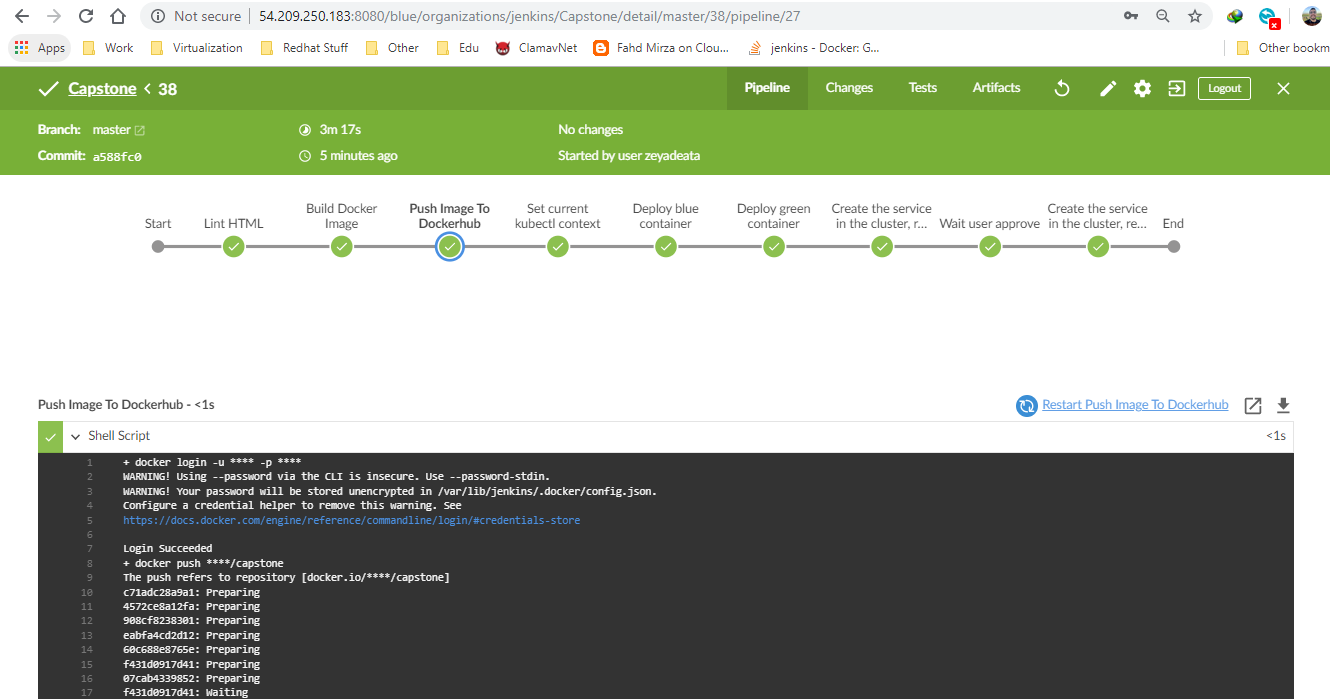 Not secure | 54.209.250.183:8080/blue/organizations/jenkins/Capstone/detail/master/38/pipeline/27
Apps Work Virtualization Redhat Stuff Other Edu ClamavNet Fahd Mirza on Clou... jenkins - Docker: G... Other bookm
Capstone < 38 Pipeline Changes Tests Artifacts Logout
Branch: master 3m 17s No changes
Commit: a588fc0 5 minutes ago Started by user zeyadeata
Start
Lint HTML
Build Docker
Image
Push Image To
Dockerhub
Set current
kubectl context
Deploy blue
container
Deploy green
container
Create the service
in the cluster, r...
Wait user approve
Create the service
in the cluster, re...
End
Push Image To Dockerhub - <1s Restart Push Image To Dockerhub
Shell Script <1s
1 + docker login -u **** -p ****
2 WARNING! Using --password via the CLI is insecure. Use --password-stdin.
3 WARNING! Your password will be stored unencrypted in /var/lib/jenkins/.docker/config.json.
4 Configure a credential helper to remove this warning. See
5 https://docs.docker.com/engine/reference/commandline/login/#credentials-store
6
7 Login Succeeded
8 + docker push ****/capstone
9 The push refers to repository [docker.io/****/capstone]
10 c71adc28a9a1: Preparing
11 4572ce8a12fa: Preparing
12 908cf8238301: Preparing
13 eabfa4cd2d12: Preparing
14 60c688e8765e: Preparing
15 f431d0917d41: Preparing
16 07cab4339852: Preparing
17 f431d0917d41: Waiting